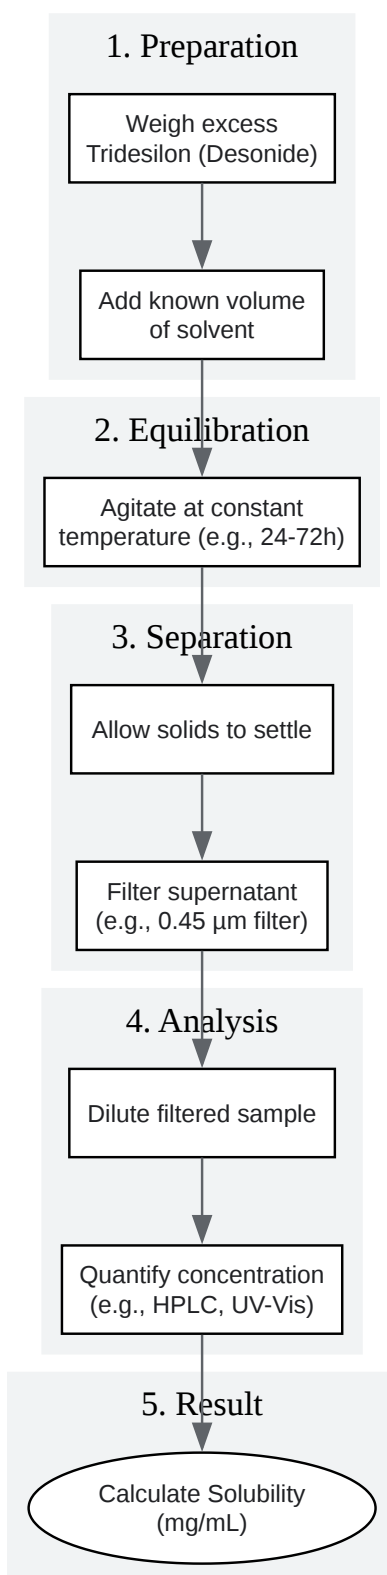 1. Preparation
Weigh excess
Tridesilon (Desonide)
Add known volume
of solvent
2. Equilibration
Agitate at constant
temperature (e.g., 24-72h)
3. Separation
Allow solids to settle
Filter supernatant
(e.g., 0.45 µm filter)
4. Analysis
Dilute filtered sample
Quantify concentration
(e.g., HPLC, UV-Vis)
5. Result
Calculate Solubility
(mg/mL)